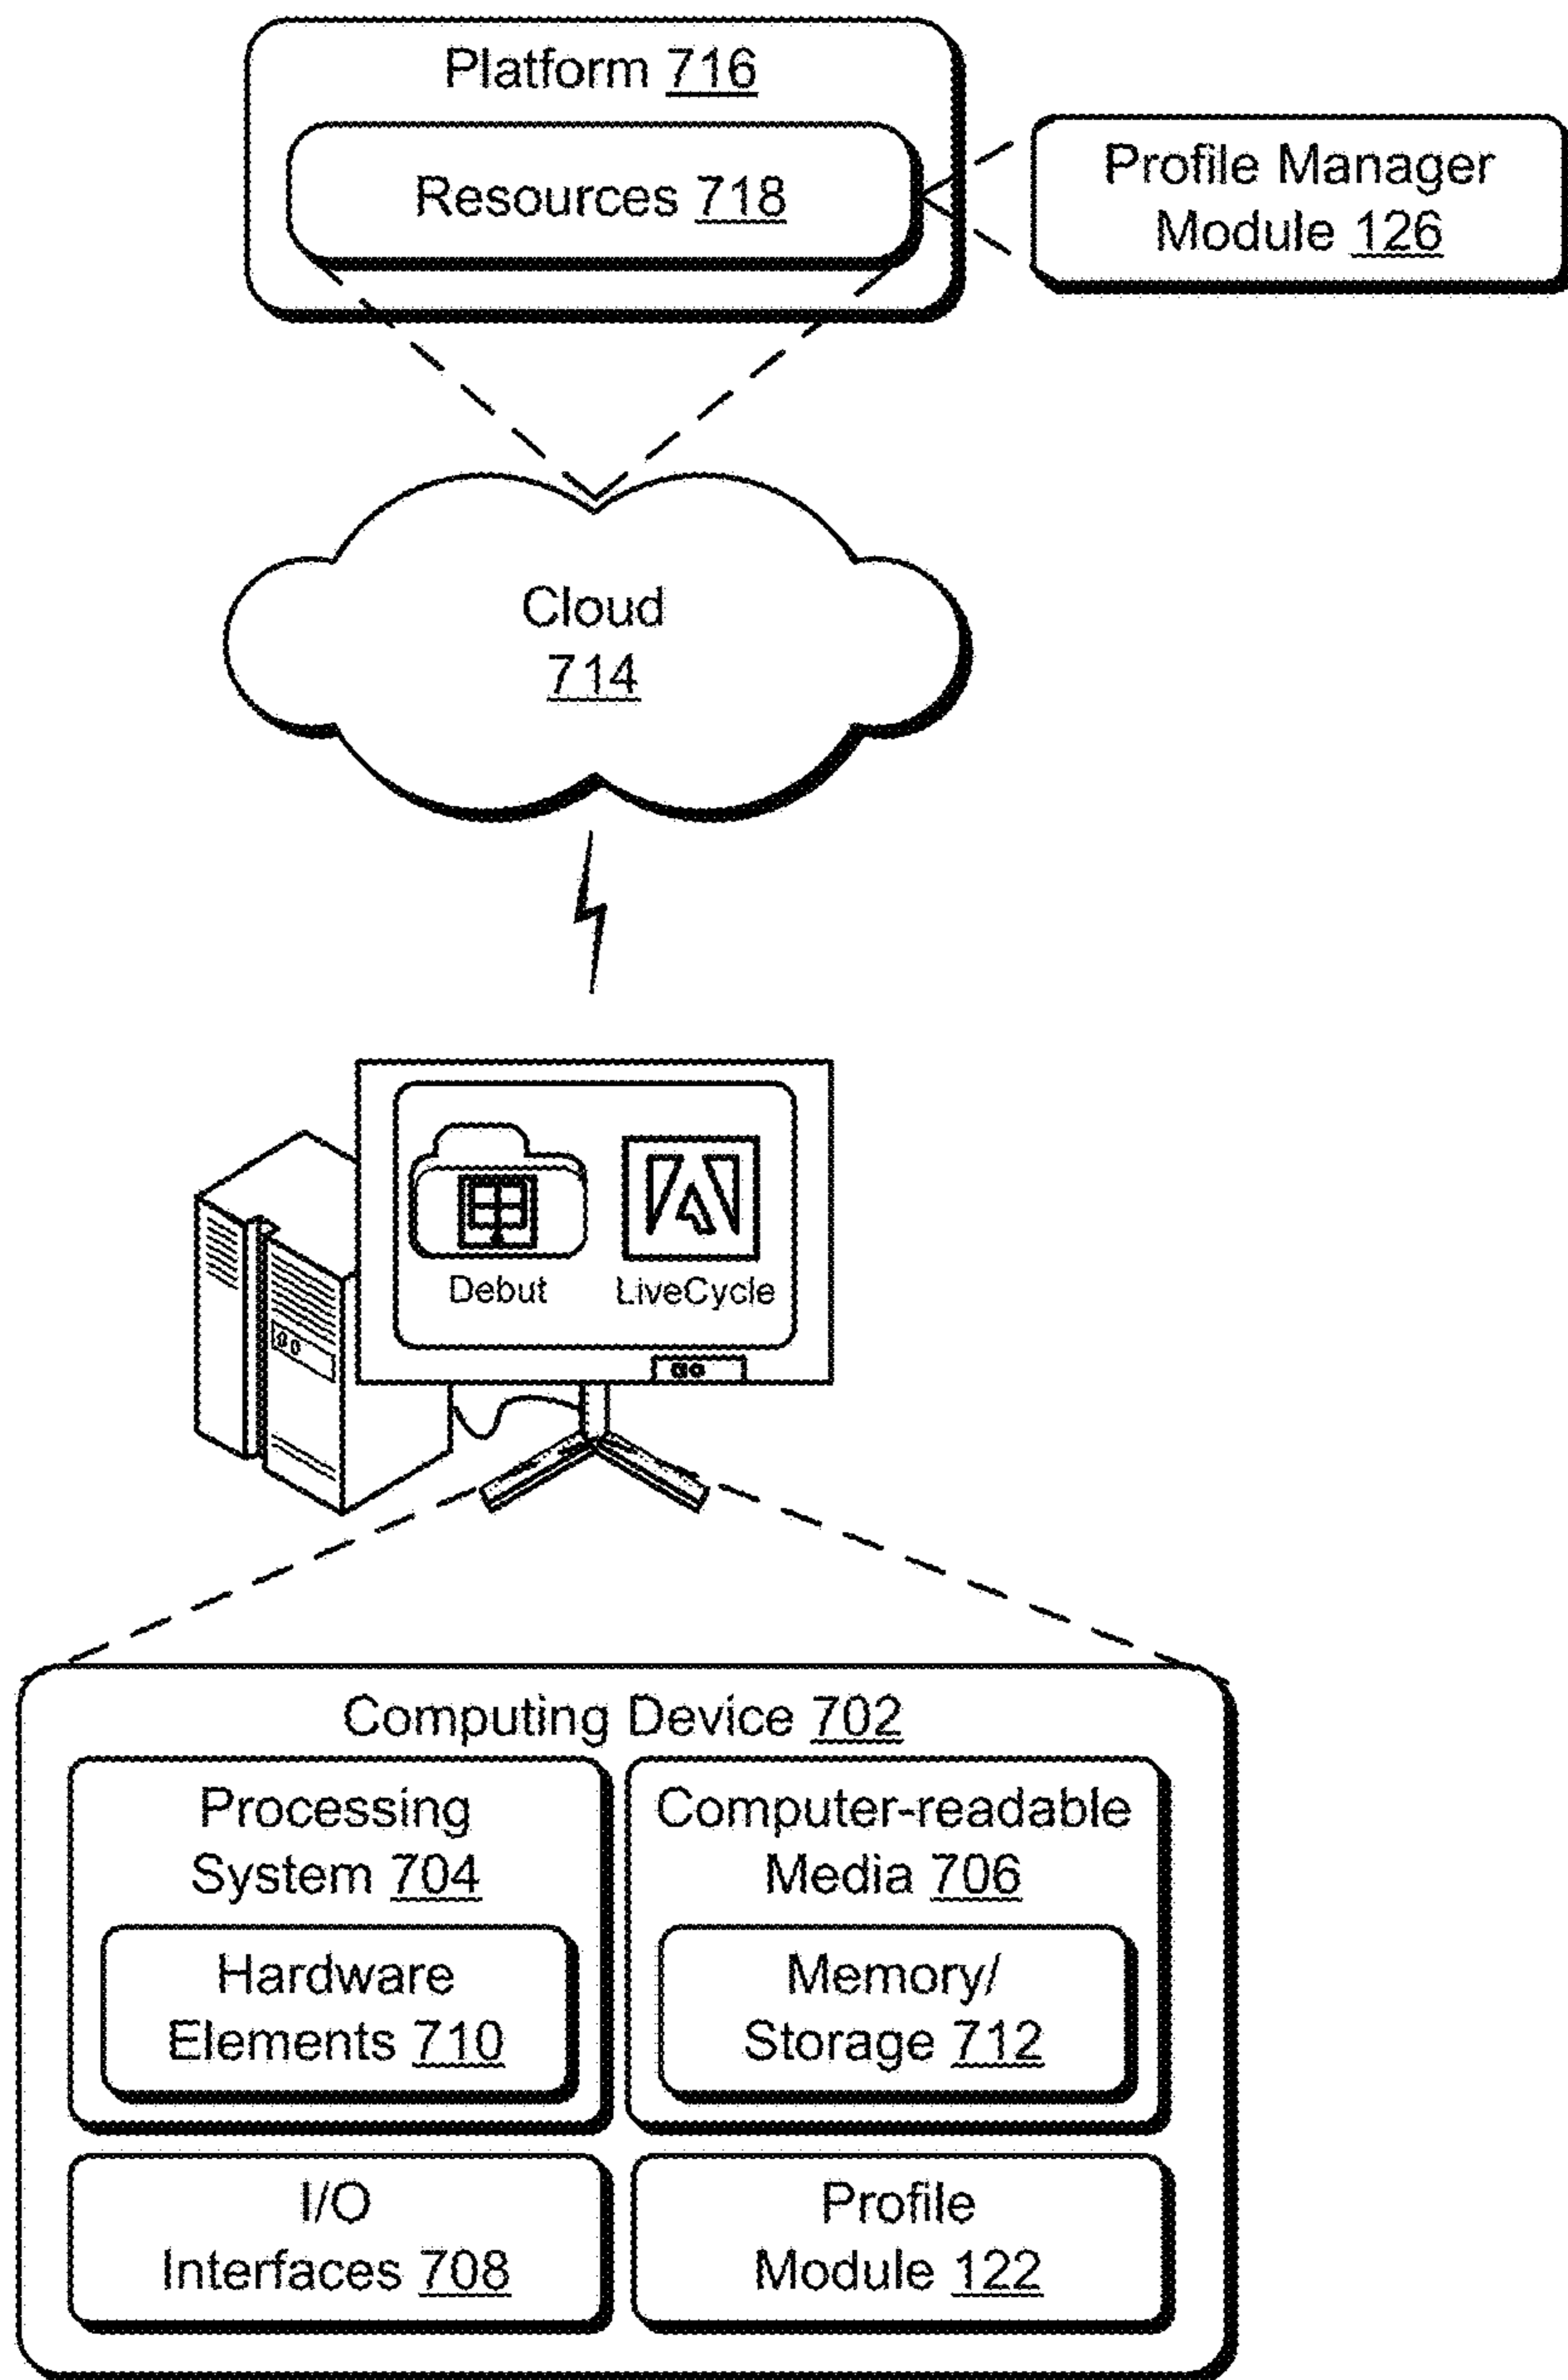 Platform 716
Resources 718
Profile Manager
Module 126
Cloud
714
Debut
LiveCycle
Computing Device 702
Processing
System 704
Hardware
Elements 710
Computer-readable
Media 706
Memory/
Storage 712
I/O
Interfaces 708
Profile
Module 122